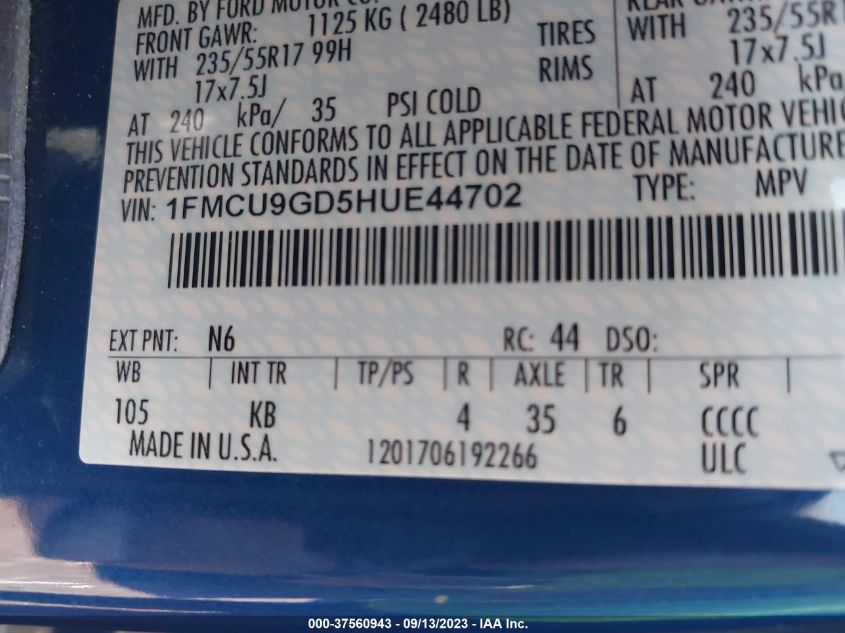 MFD. BY FORD MOTOR CO.
FRONT GAWR: 1125 KG ( 2480 LB)
WITH 235/55R17 99H TIRES WITH 235/55R1
17x7.5J RIMS 17x7.5J
AT 240 kPa/ 35 PSI COLD AT 240 kPa
THIS VEHICLE CONFORMS TO ALL APPLICABLE FEDERAL MOTOR VEHIC
PREVENTION STANDARDS IN EFFECT ON THE DATE OF MANUFACTURE
VIN: 1FMCU9GD5HUE44702 TYPE: MPV
EXT PNT: N6 RC: 44 DSO:
WB INT TR TP/PS R AXLE TR SPR
105 KB 4 35 6 CCCC
MADE IN U.S.A. 1201706192266 ULC
000-37560943 - 09/13/2023 - IAA Inc.